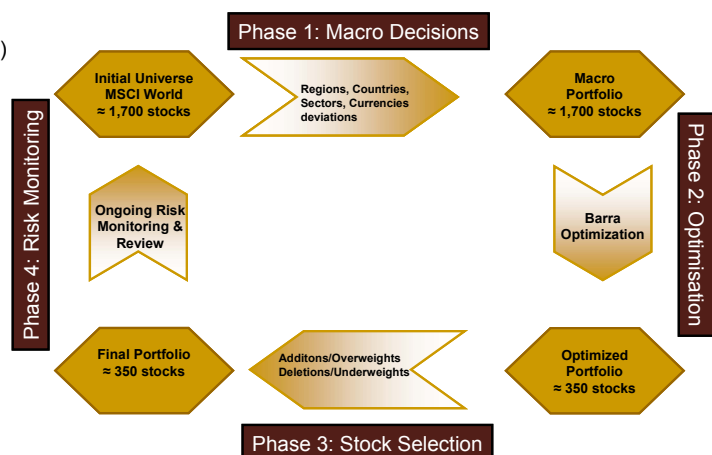 Phase 1: Macro Decisions
)
Initial Universe
MSCI World
≈ 1,700 stocks
Regions, Countries,
Sectors, Currencies
deviations
Macro
Portfolio
≈ 1,700 stocks
Phase 2: Optimisation
Barra
Optimization
Optimized
Portfolio
≈ 350 stocks
Additons/Overweights
Deletions/Underweights
Phase 3: Stock Selection
Final Portfolio
≈ 350 stocks
Ongoing Risk
Monitoring &
Review
Phase 4: Risk Monitoring